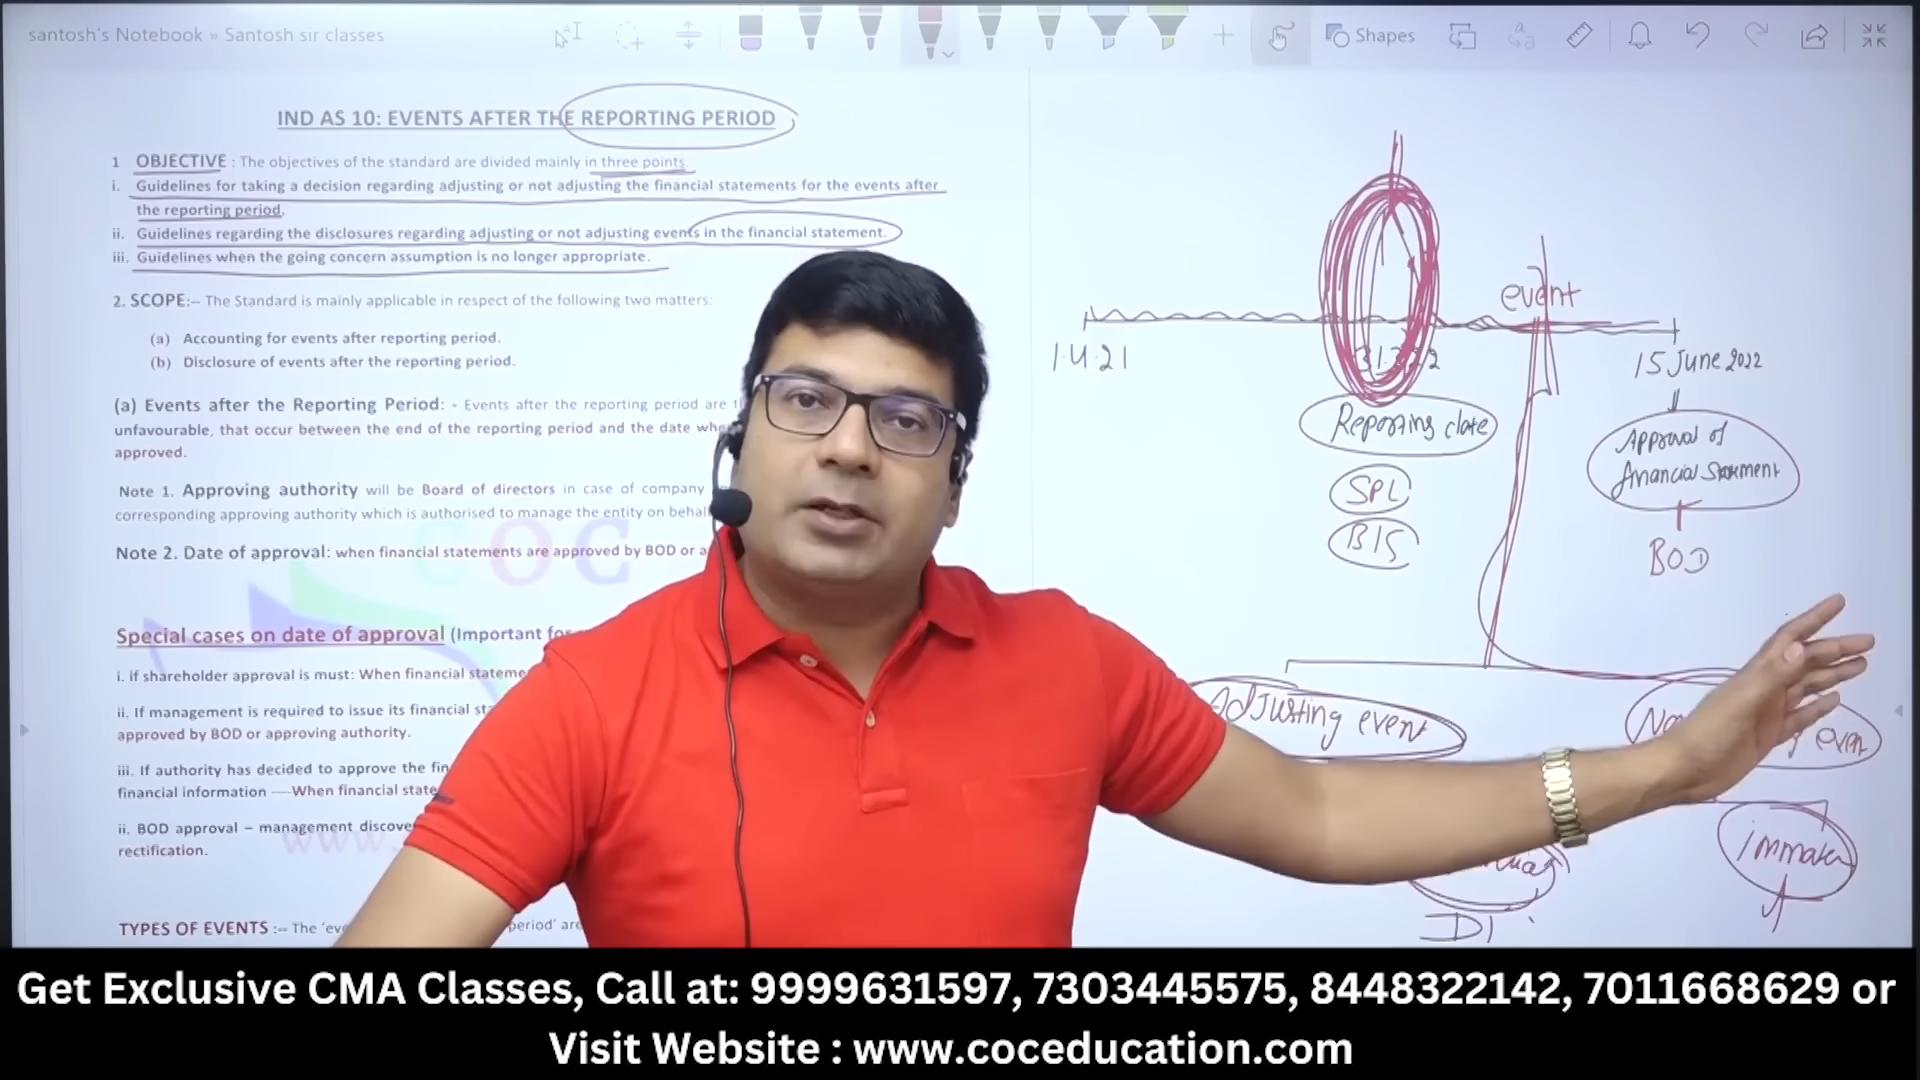 santosh's Notebook » Santosh sir classes
Shapes
IND AS 10: EVENTS AFTER THE REPORTING PERIOD
1 OBJECTIVE : The objectives of the standard are divided mainly in three points.
i. Guidelines for taking a decision regarding adjusting or not adjusting the financial statements for the events after
the reporting period.
ii. Guidelines regarding the disclosures regarding adjusting or not adjusting events in the financial statement.
iii. Guidelines when the going concern assumption is no longer appropriate.
2. SCOPE:-- The Standard is mainly applicable in respect of the following two matters:
(a) Accounting for events after reporting period.
(b) Disclosure of events after the reporting period.
(a) Events after the Reporting Period: - Events after the reporting period are
unfavourable, that occur between the end of the reporting period and the date
approved.
Note 1. Approving authority will be Board of directors in case of company
corresponding approving authority which is authorised to manage the entity on
Note 2. Date of approval: when financial statements are approved by BOD or
COC
Special cases on date of approval (Important
i. if shareholder approval is must: When financial
ii. If management is required to issue its financial
approved by BOD or approving authority.
iii. If authority has decided to approve the
financial information ----When financial
ii. BOD approval – management
rectification.
www.
TYPES OF EVENTS :-- The period' are
event
1.4.21
31.3.22
15 June 2022
Reporting date
SPL
B/S
Approval of
financial statement
BOD
Adjusting event
event
Get Exclusive CMA Classes, Call at: 9999631597, 7303445575, 8448322142, 7011668629 or
Visit Website : www.coceducation.com